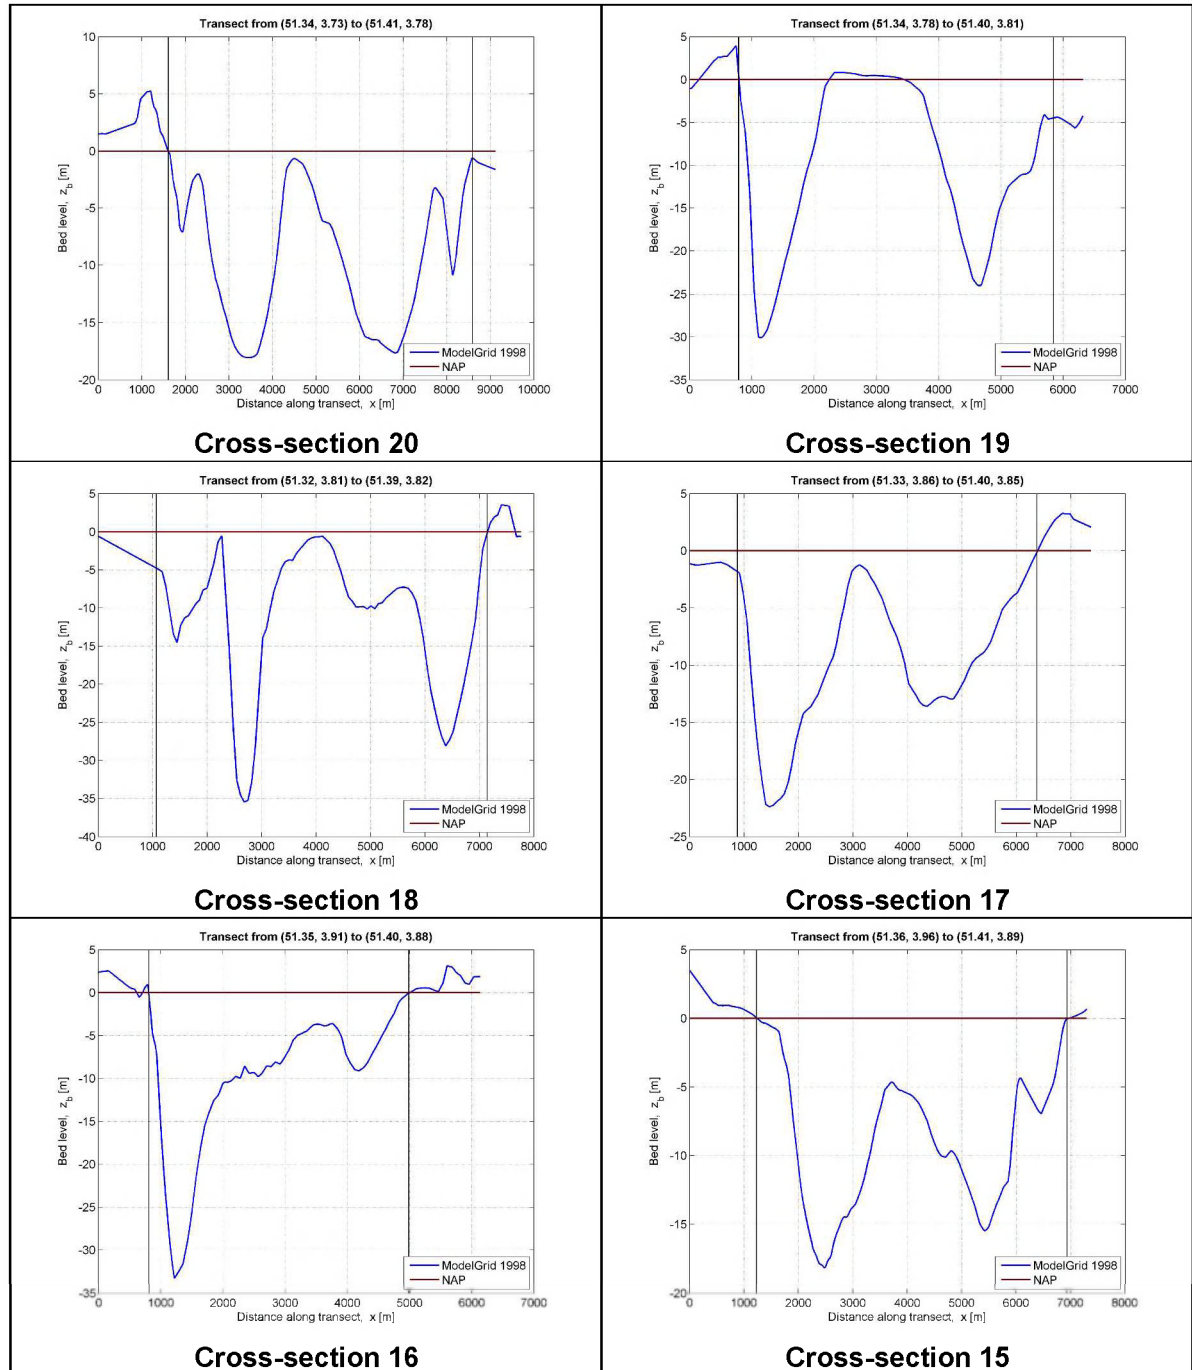 Transect from (51.34, 3.73) to (51.41, 3.78)
10
5
0
-5
-10
-15
-20
Bed level, z_b [m]
0 1000 2000 3000 4000 5000 6000 7000 8000 9000 10000
Distance along transect, x [m]
ModelGrid 1998
NAP
Cross-section 20
Transect from (51.34, 3.78) to (51.40, 3.81)
5
0
-5
-10
-15
-20
-25
-30
-35
Bed level, z_b [m]
0 1000 2000 3000 4000 5000 6000 7000
Distance along transect, x [m]
ModelGrid 1998
NAP
Cross-section 19
Transect from (51.32, 3.81) to (51.39, 3.82)
5
0
-5
-10
-15
-20
-25
-30
-35
-40
Bed level, z_b [m]
0 1000 2000 3000 4000 5000 6000 7000 8000
Distance along transect, x [m]
ModelGrid 1998
NAP
Cross-section 18
Transect from (51.33, 3.86) to (51.40, 3.85)
5
0
-5
-10
-15
-20
-25
Bed level, z_b [m]
0 1000 2000 3000 4000 5000 6000 7000 8000
Distance along transect, x [m]
ModelGrid 1998
NAP
Cross-section 17
Transect from (51.35, 3.91) to (51.40, 3.88)
5
0
-5
-10
-15
-20
-25
-30
-35
Bed level, z_b [m]
0 1000 2000 3000 4000 5000 6000 7000
Distance along transect, x [m]
ModelGrid 1998
NAP
Cross-section 16
Transect from (51.36, 3.96) to (51.41, 3.89)
5
0
-5
-10
-15
-20
Bed level, z_b [m]
0 1000 2000 3000 4000 5000 6000 7000 8000
Distance along transect, x [m]
ModelGrid 1998
NAP
Cross-section 15